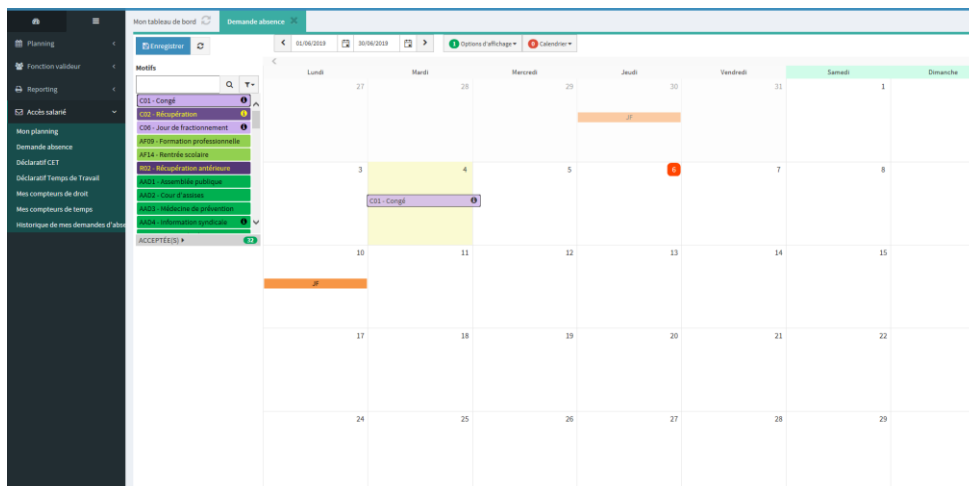 Mon tableau de bord
Demande absence
Planning
Fonction valideur
Reporting
Accès salarié
Mon planning
Demande absence
Déclaratif CET
Déclaratif Temps de Travail
Mes compteurs de droit
Mes compteurs de temps
Historique de mes demandes d'abse
Enregistrer
01/06/2019
30/06/2019
1 Options d'affichage
0 Calendrier
Motifs
C01 - Congé
C02 - Récupération
C06 - Jour de fractionnement
AF09 - Formation professionnelle
AF14 - Rentrée scolaire
R02 - Récupération antérieure
AA01 - Assemblée publique
AA02 - Cour d'assises
AA03 - Médecine de prévention
AA04 - Information syndicale
ACCEPTÉE(S) 32
Lundi Mardi Mercredi Jeudi Vendredi Samedi Dimanche
27 28 29 30 31 1
JF
3 4 5 6 7 8
C01 - Congé
10 11 12 13 14 15
JF
17 18 19 20 21 22
24 25 26 27 28 29